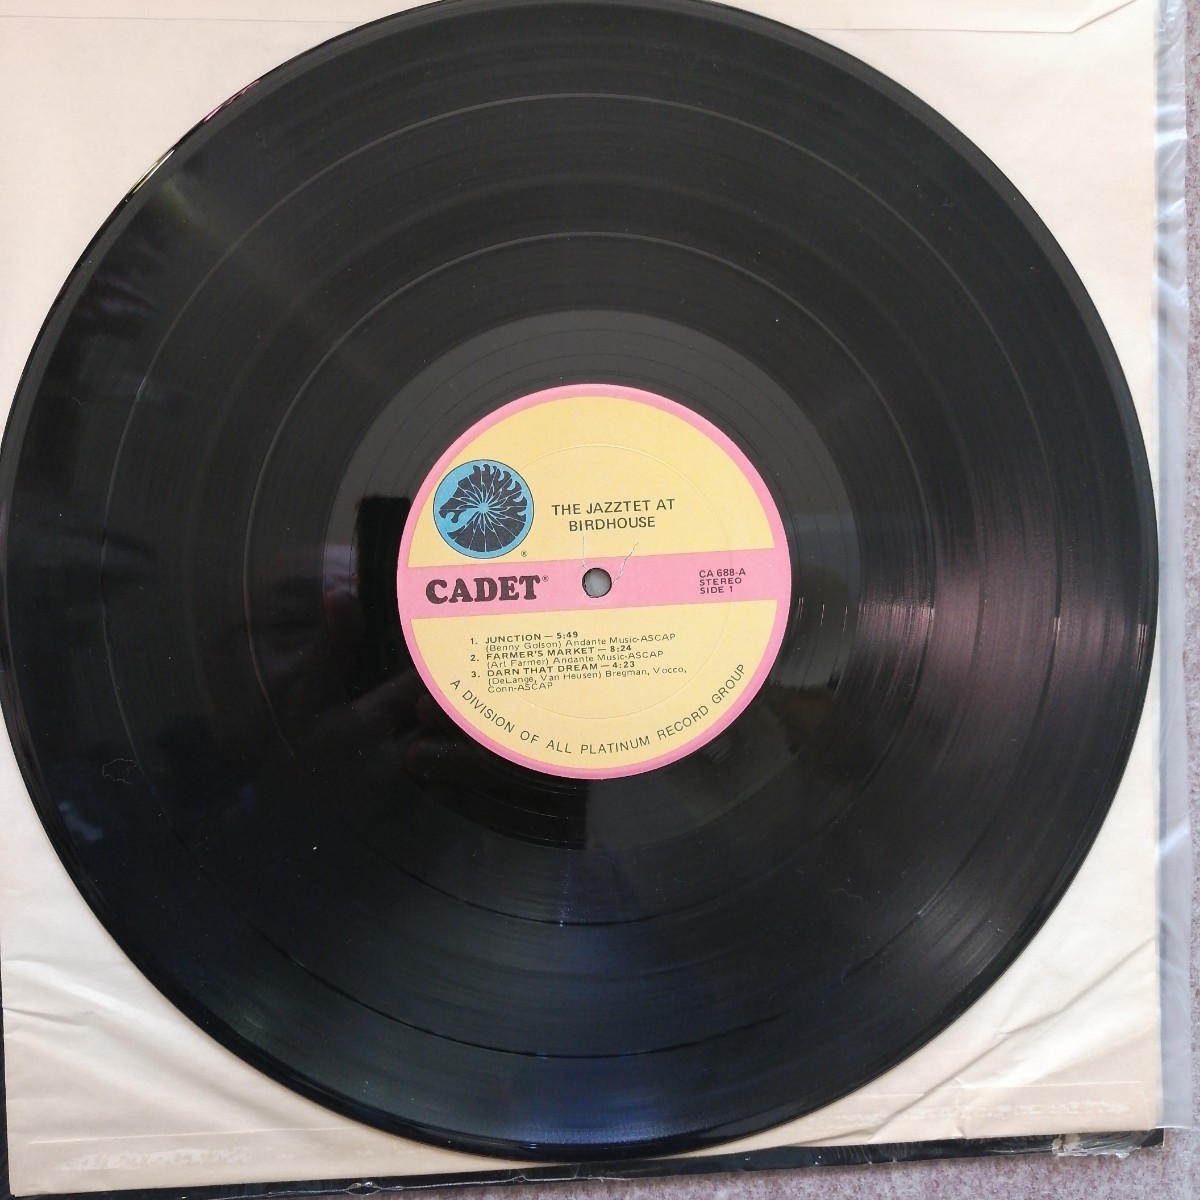 THE JAZZTET AT
BIRDHOUSE
®
CADET®
CA 688-A
STEREO
SIDE 1
1. JUNCTION — 5:49
(Benny Golson) Andante Music-ASCAP
2. FARMER'S MARKET — 8:24
(Art Farmer) Andante Music-ASCAP
3. DARN THAT DREAM — 4:23
(DeLange, Van Heusen) Bregman, Vocco,
Conn-ASCAP
A DIVISION OF ALL PLATINUM RECORD GROUP